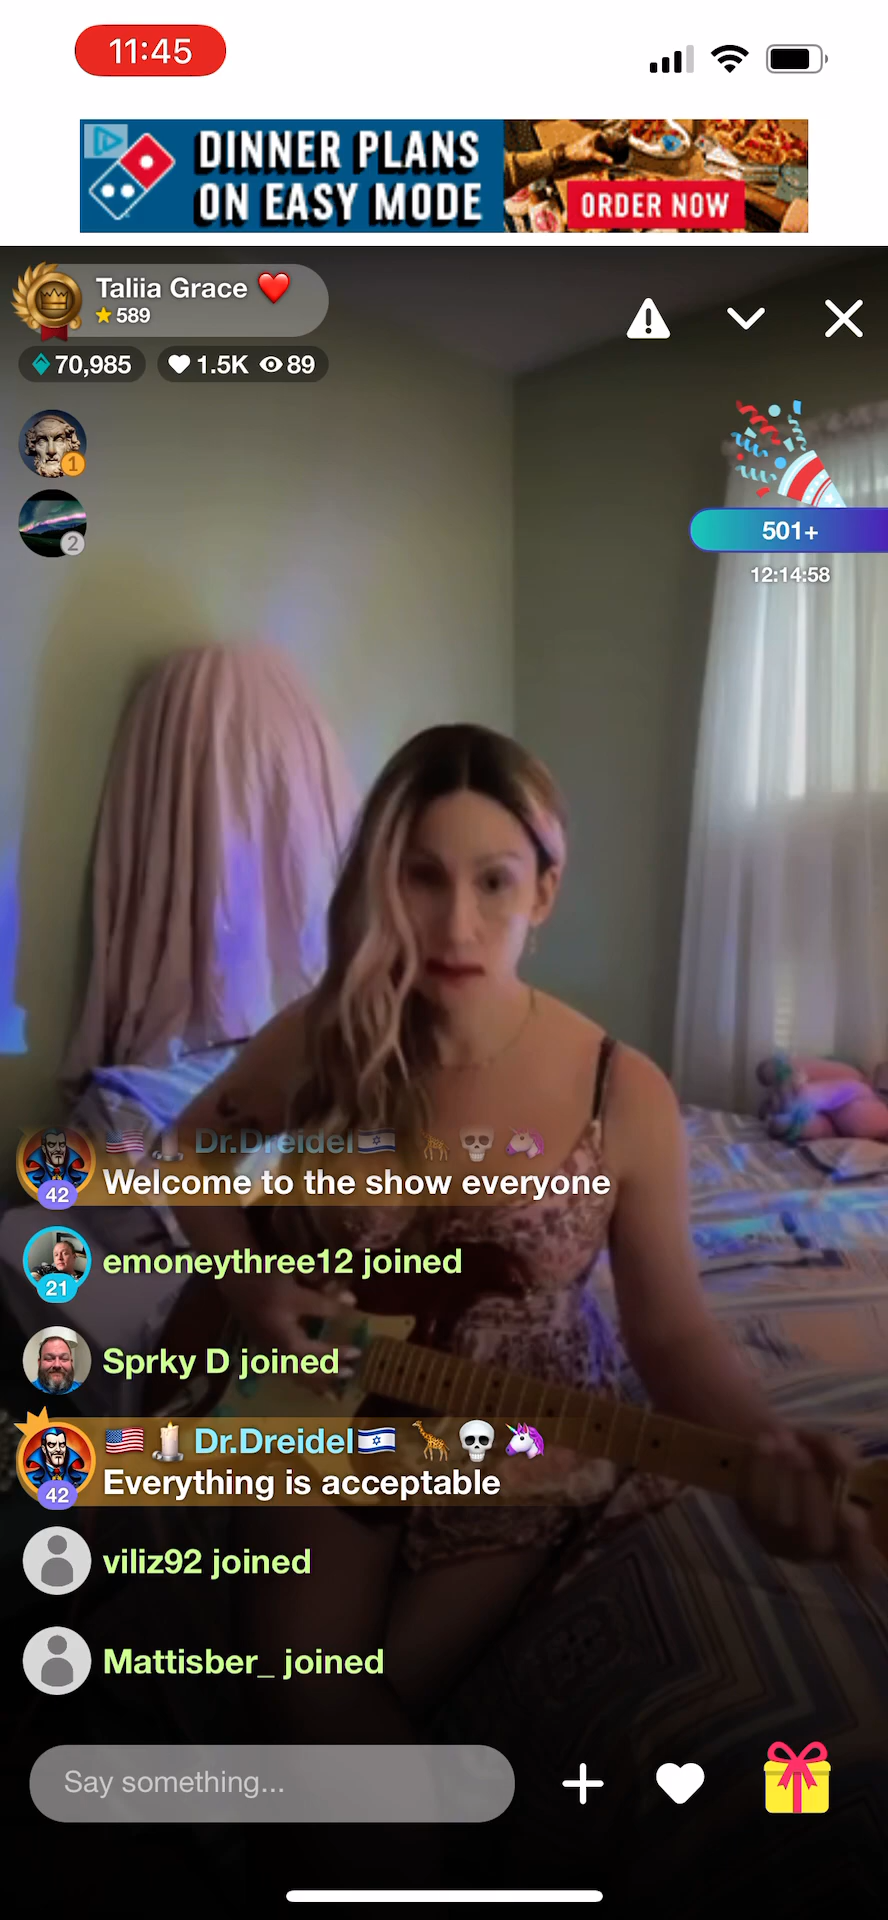 11:45
DINNER PLANS
ON EASY MODE
ORDER NOW
Taliia Grace ❤️
589
70,985
1.5K
89
1
2
501+
12:14:58
🇺🇸 🕯️ Dr.Dreidel🇮🇱 🦒💀🦄
42
Welcome to the show everyone
emoneythree12 joined
21
Sprky D joined
🇺🇸 🕯️ Dr.Dreidel🇮🇱 🦒💀🦄
42
Everything is acceptable
viliz92 joined
Mattisber_ joined
Say something...